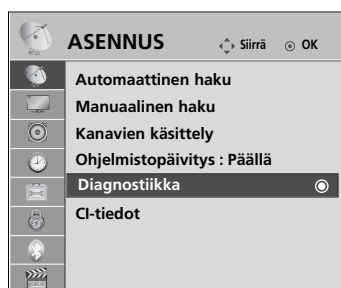 ASENNUS Siirrä OK
Automaattinen haku
Manuaalinen haku
Kanavien käsittely
Ohjelmistopäivitys : Päällä
Diagnostiikka
CI-tiedot